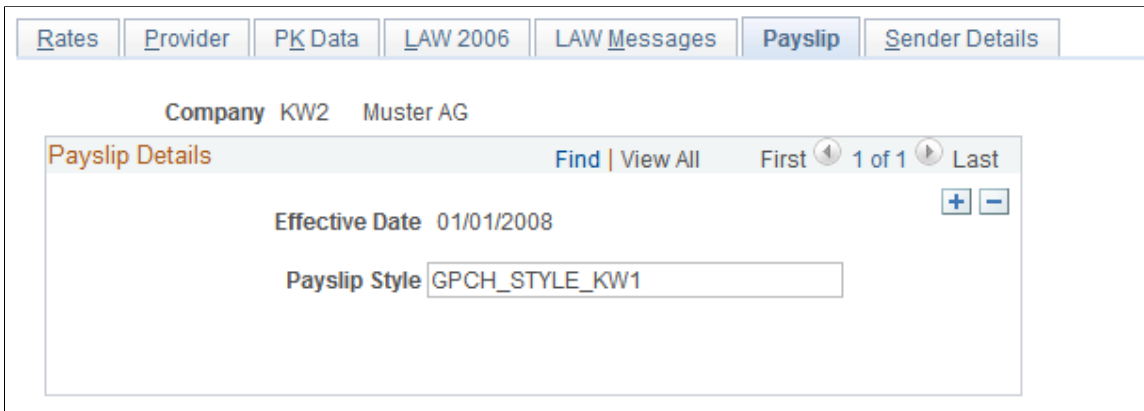 Rates Provider PK Data LAW 2006 LAW Messages Payslip Sender Details
Company KW2 Muster AG
Payslip Details Find | View All First 1 of 1 Last
Effective Date 01/01/2008
Payslip Style GPCH_STYLE_KW1